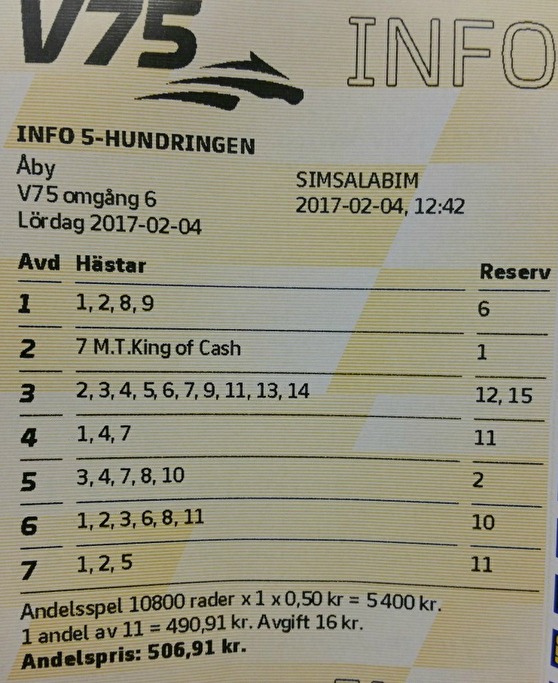 V75
INFO
INFO 5-HUNDRINGEN
Åby
V75 omgång 6
Lördag 2017-02-04
SIMSALABIM
2017-02-04, 12:42
Avd Hästar Reserv
1 1, 2, 8, 9 6
2 7 M.T.King of Cash 1
3 2, 3, 4, 5, 6, 7, 9, 11, 13, 14 12, 15
4 1, 4, 7 11
5 3, 4, 7, 8, 10 2
6 1, 2, 3, 6, 8, 11 10
7 1, 2, 5 11
Andelsspel 10800 rader x 1 x 0,50 kr = 5 400 kr.
1 andel av 11 = 490,91 kr. Avgift 16 kr.
Andelspris: 506,91 kr.